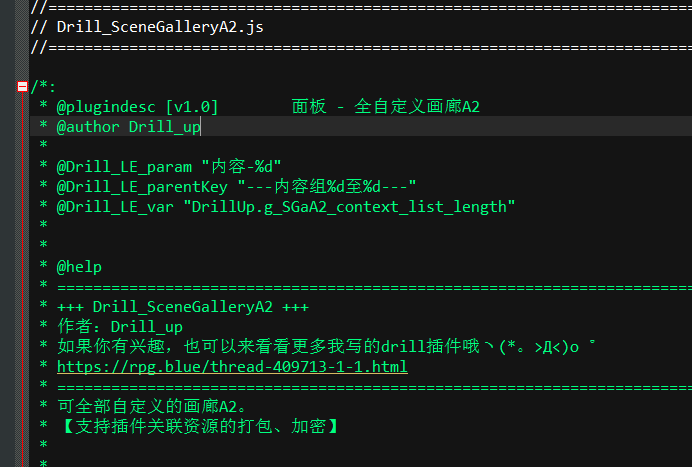 //=============================================================================
// Drill_SceneGalleryA2.js
//=============================================================================
/*:
* @plugindesc [v1.0]        面板 - 全自定义画廊A2
* @author Drill_up
*
* @Drill_LE_param "内容-%d"
* @Drill_LE_parentKey "---内容组%d至%d---"
* @Drill_LE_var "DrillUp.g_SGaA2_context_list_length"
*
*
* @help
* =============================================================================
* +++ Drill_SceneGalleryA2 +++
* 作者：Drill_up
* 如果你有兴趣，也可以来看看更多我写的drill插件哦ヽ(*。>Д<)o゜
* https://rpg.blue/thread-409713-1-1.html
* =============================================================================
* 可全部自定义的画廊A2。
* 【支持插件关联资源的打包、加密】
*
*